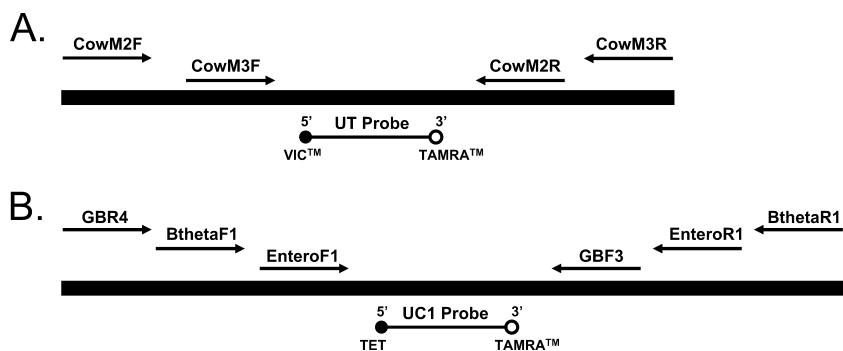 A.
CowM2F
CowM3R
CowM3F
CowM2R
5’ UT Probe 3’
VIC™ TAMRA™
B.
GBR4
BthetaR1
BthetaF1
EnteroR1
EnteroF1
GBF3
5’ UC1 Probe 3’
TET TAMRA™